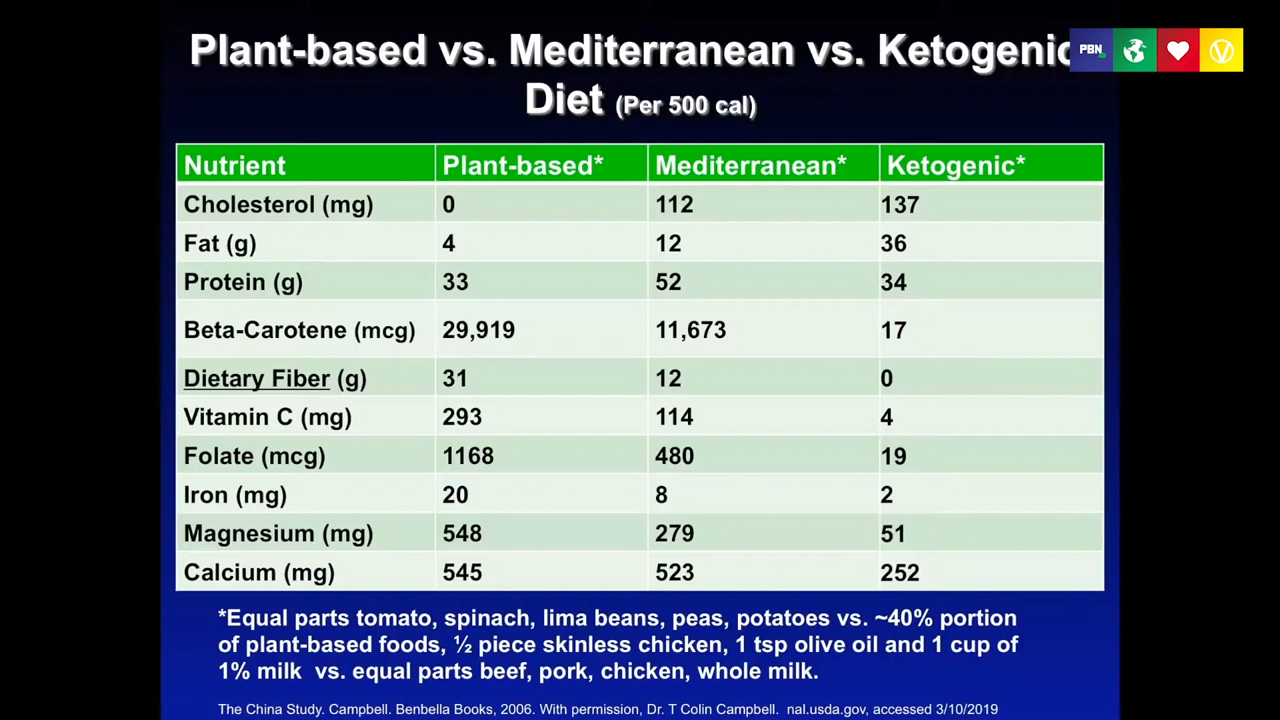 Plant-based vs. Mediterranean vs. Ketogenic
Diet (Per 500 cal)
PBN
V
Nutrient Plant-based* Mediterranean* Ketogenic*
Cholesterol (mg) 0 112 137
Fat (g) 4 12 36
Protein (g) 33 52 34
Beta-Carotene (mcg) 29,919 11,673 17
Dietary Fiber (g) 31 12 0
Vitamin C (mg) 293 114 4
Folate (mcg) 1168 480 19
Iron (mg) 20 8 2
Magnesium (mg) 548 279 51
Calcium (mg) 545 523 252
*Equal parts tomato, spinach, lima beans, peas, potatoes vs. ~40% portion
of plant-based foods, ½ piece skinless chicken, 1 tsp olive oil and 1 cup of
1% milk vs. equal parts beef, pork, chicken, whole milk.
The China Study. Campbell. Benbella Books, 2006. With permission, Dr. T Colin Campbell. nal.usda.gov, accessed 3/10/2019